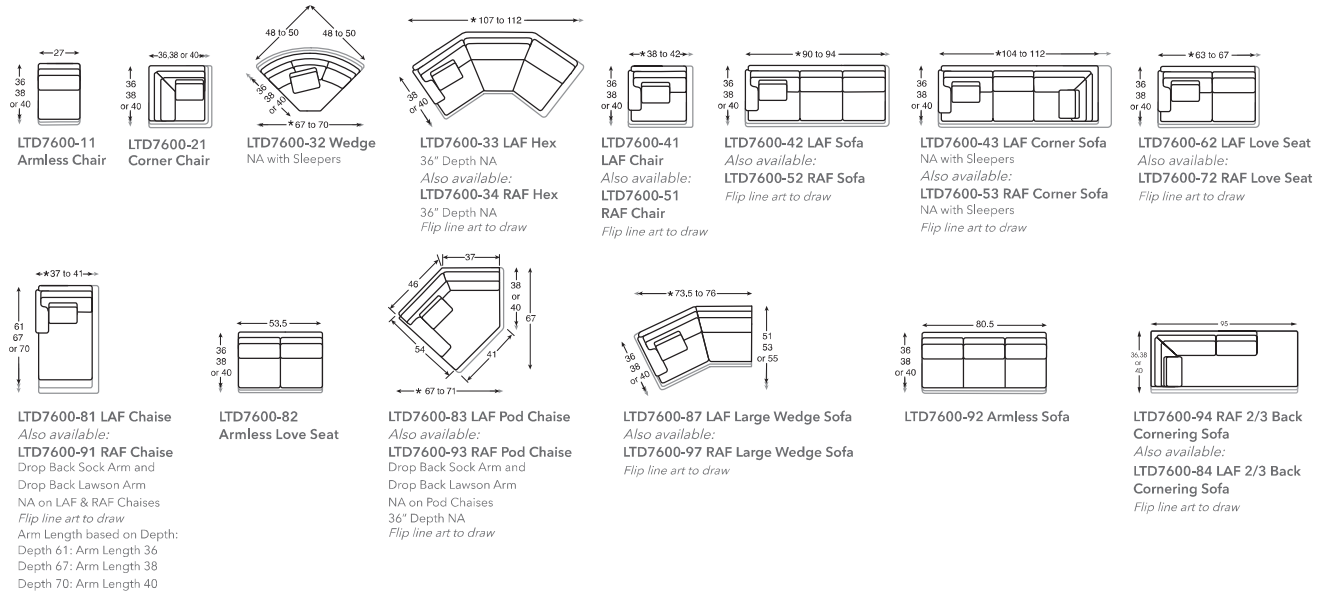 27
36
38
or 40
LTD7600-11
Armless Chair
36,38 or 40
36
38
or 40
LTD7600-21
Corner Chair
48 to 50
48 to 50
36
38
or 40
*67 to 70
LTD7600-32 Wedge
NA with Sleepers
*107 to 112
38
or 40
LTD7600-33 LAF Hex
36" Depth NA
Also available:
LTD7600-34 RAF Hex
36" Depth NA
Flip line art to draw
*38 to 42
36
38
or 40
LTD7600-41
LAF Chair
Also available:
LTD7600-51
RAF Chair
Flip line art to draw
*90 to 94
36
38
or 40
LTD7600-42 LAF Sofa
Also available:
LTD7600-52 RAF Sofa
Flip line art to draw
*104 to 112
36
38
or 40
LTD7600-43 LAF Corner Sofa
NA with Sleepers
Also available:
LTD7600-53 RAF Corner Sofa
NA with Sleepers
Flip line art to draw
*63 to 67
36
38
or 40
LTD7600-62 LAF Love Seat
Also available:
LTD7600-72 RAF Love Seat
Flip line art to draw
*37 to 41
61
67
or 70
LTD7600-81 LAF Chaise
Also available:
LTD7600-91 RAF Chaise
Drop Back Sock Arm and
Drop Back Lawson Arm
NA on LAF & RAF Chaises
Flip line art to draw
Arm Length based on Depth:
Depth 61: Arm Length 36
Depth 67: Arm Length 38
Depth 70: Arm Length 40
53.5
36
38
or 40
LTD7600-82
Armless Love Seat
37
46
38
or
40
67
54
41
* 67 to 71
LTD7600-83 LAF Pod Chaise
Also available:
LTD7600-93 RAF Pod Chaise
Drop Back Sock Arm and
Drop Back Lawson Arm
NA on Pod Chaises
36" Depth NA
Flip line art to draw
*73.5 to 76
36
38
or 40
51
53
or 55
LTD7600-87 LAF Large Wedge Sofa
Also available:
LTD7600-97 RAF Large Wedge Sofa
Flip line art to draw
80.5
36
38
or 40
LTD7600-92 Armless Sofa
95
36,38
or
40
LTD7600-94 RAF 2/3 Back
Cornering Sofa
Also available:
LTD7600-84 LAF 2/3 Back
Cornering Sofa
Flip line art to draw